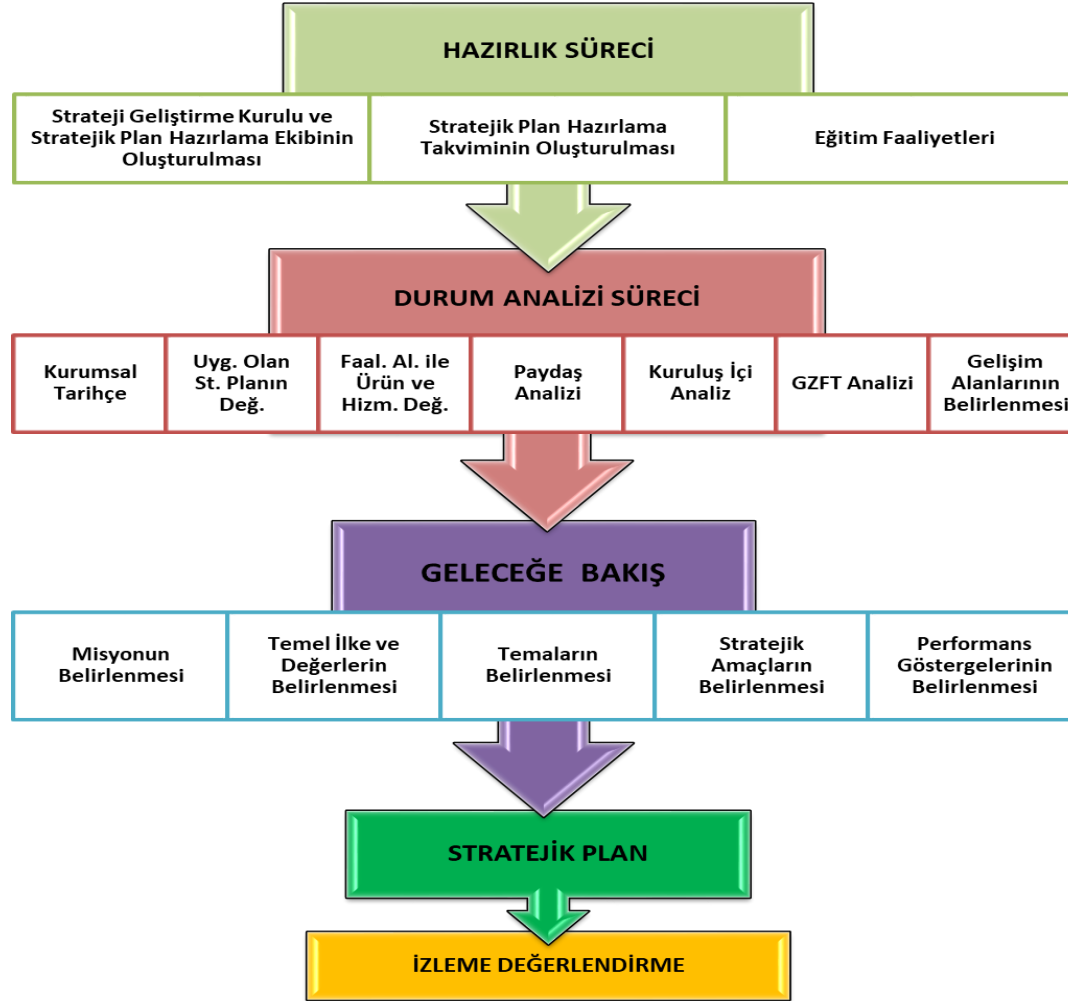 HAZIRLIK SÜRECİ
Strateji Geliştirme Kurulu ve
Stratejik Plan Hazırlama Ekibinin
Oluşturulması
Stratejik Plan Hazırlama
Takviminin Oluşturulması
Eğitim Faaliyetleri
DURUM ANALİZİ SÜRECİ
Kurumsal
Tarihçe
Uyg. Olan
St. Planın
Değ.
Faal. Al. ile
Ürün ve
Hizm. Değ.
Paydaş
Analizi
Kuruluş İçi
Analiz
GZFT Analizi
Gelişim
Alanlarının
Belirlenmesi
GELECEĞE BAKIŞ
Misyonun
Belirlenmesi
Temel İlke ve
Değerlerin
Belirlenmesi
Temaların
Belirlenmesi
Stratejik
Amaçların
Belirlenmesi
Performans
Göstergelerinin
Belirlenmesi
STRATEJİK PLAN
İZLEME DEĞERLENDİRME